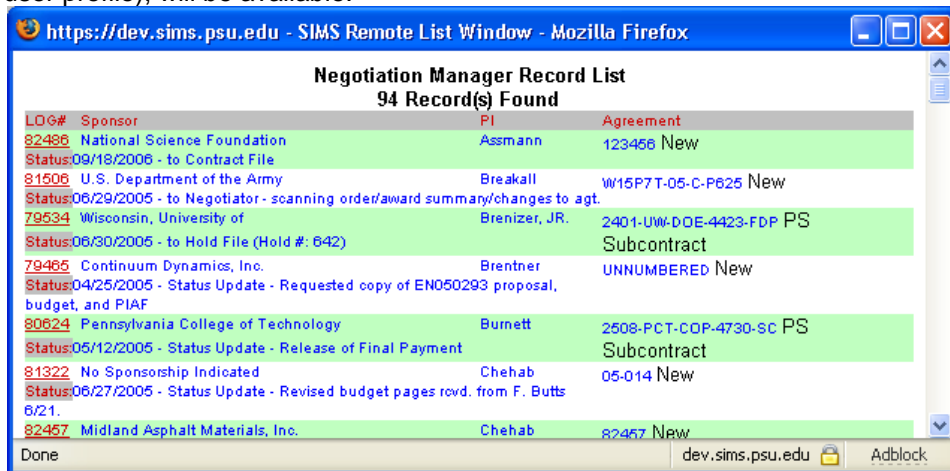 user profile), will be available.
https://dev.sims.psu.edu - SIMS Remote List Window - Mozilla Firefox
Negotiation Manager Record List
94 Record(s) Found
LOG# Sponsor PI Agreement
82486 National Science Foundation Assmann 123456 New
Status:09/18/2006 - to Contract File
81506 U.S. Department of the Army Breakall W15P7T-05-C-P625 New
Status:06/29/2005 - to Negotiator - scanning order/award summary/changes to agt.
79534 Wisconsin, University of Brenizer, JR. 2401-UW-DOE-4423-FDP PS
Status:06/30/2005 - to Hold File (Hold #: 642) Subcontract
79465 Continuum Dynamics, Inc. Brentner UNNUMBERED New
Status:04/25/2005 - Status Update - Requested copy of EN050293 proposal,
budget, and PIAF
80624 Pennsylvania College of Technology Burnett 2508-PCT-COP-4730-SC PS
Status:05/12/2005 - Status Update - Release of Final Payment Subcontract
81322 No Sponsorship Indicated Chehab 05-014 New
Status:06/27/2005 - Status Update - Revised budget pages rcvd. from F. Butts
6/21.
82457 Midland Asphalt Materials, Inc. Chehab 82457 New
Done dev.sims.psu.edu Adblock